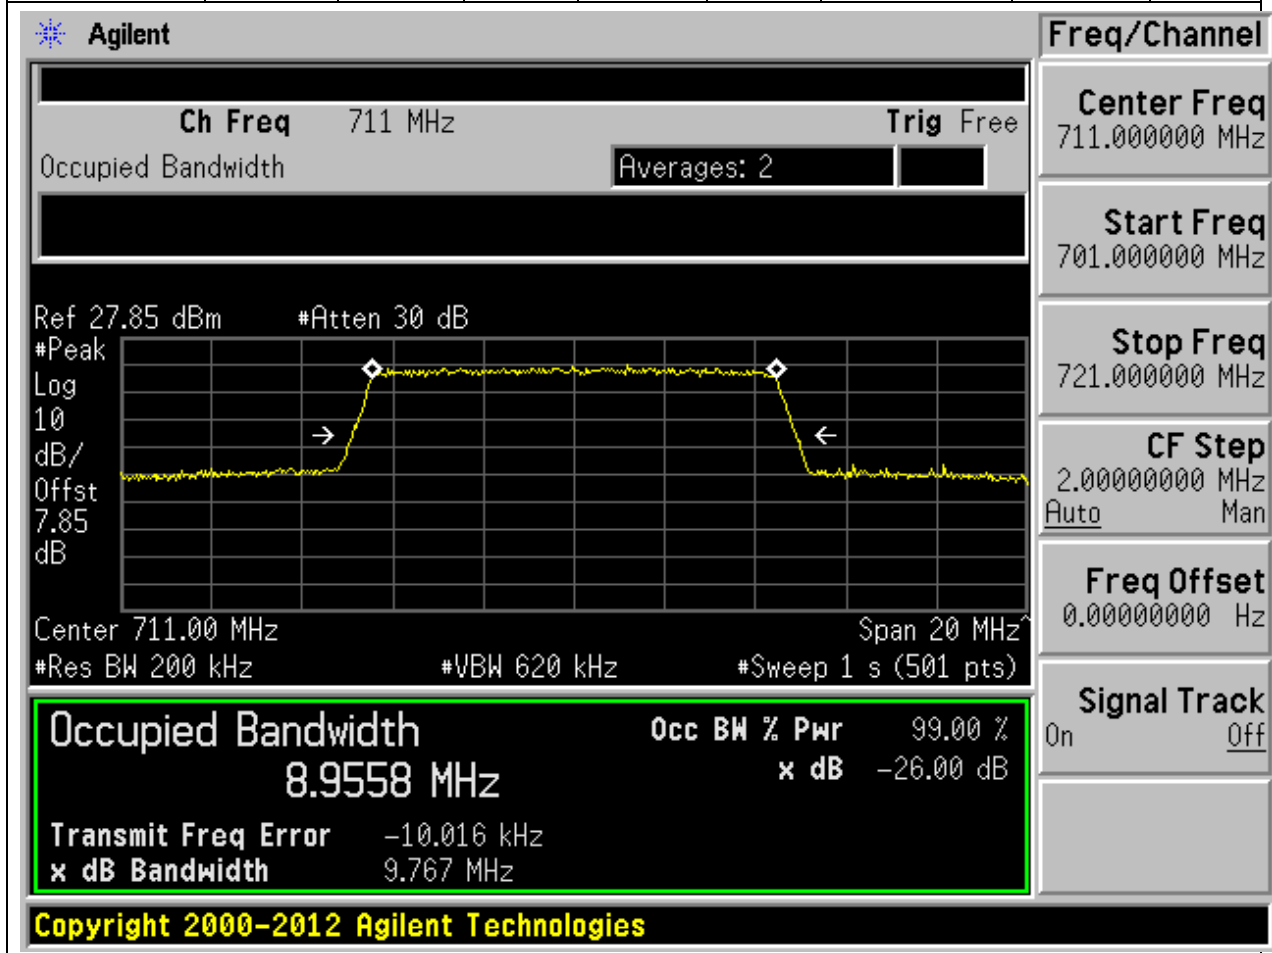 Agilent
Freq/Channel
Ch Freq 711 MHz Trig Free
Occupied Bandwidth Averages: 2
Center Freq
711.000000 MHz
Start Freq
701.000000 MHz
Stop Freq
721.000000 MHz
CF Step
2.00000000 MHz
Auto Man
Freq Offset
0.00000000 Hz
Signal Track
On Off
Ref 27.85 dBm #Atten 30 dB
#Peak
Log
10
dB/
Offst
7.85
dB
Center 711.00 MHz Span 20 MHz^
#Res BW 200 kHz #VBW 620 kHz #Sweep 1 s (501 pts)
Occupied Bandwidth Occ BW % Pwr 99.00 %
8.9558 MHz x dB -26.00 dB
Transmit Freq Error -10.016 kHz
x dB Bandwidth 9.767 MHz
Copyright 2000-2012 Agilent Technologies